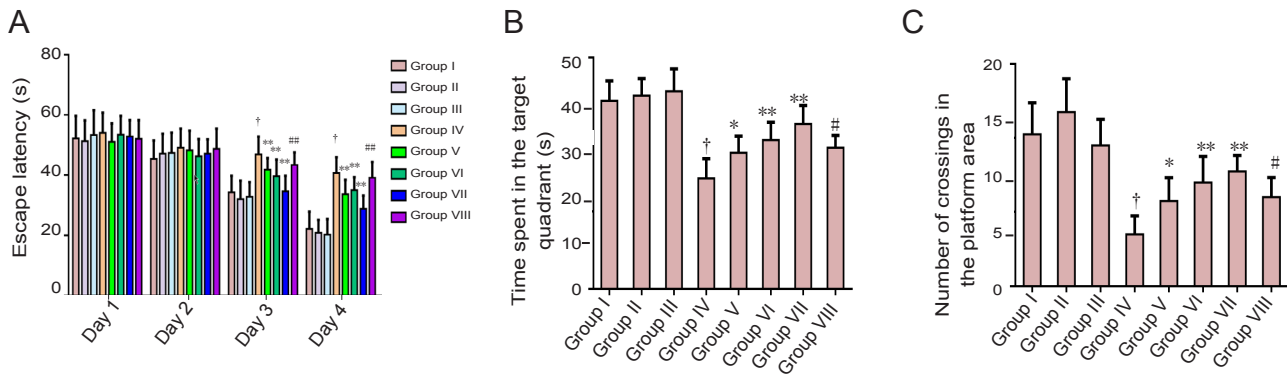 A
Escape latency (s)
80
60
40
20
0
†
**
**
**
##
†
**
**
**
##
Day 1
Day 2
Day 3
Day 4
Group I
Group II
Group III
Group IV
Group V
Group VI
Group VII
Group VIII
B
Time spent in the target
quadrant (s)
50
40
30
20
10
0
†
*
**
**
#
Group I
Group II
Group III
Group IV
Group V
Group VI
Group VII
Group VIII
C
Number of crossings in
the platform area
20
15
10
5
0
†
*
**
**
#
Group I
Group II
Group III
Group IV
Group V
Group VI
Group VII
Group VIII